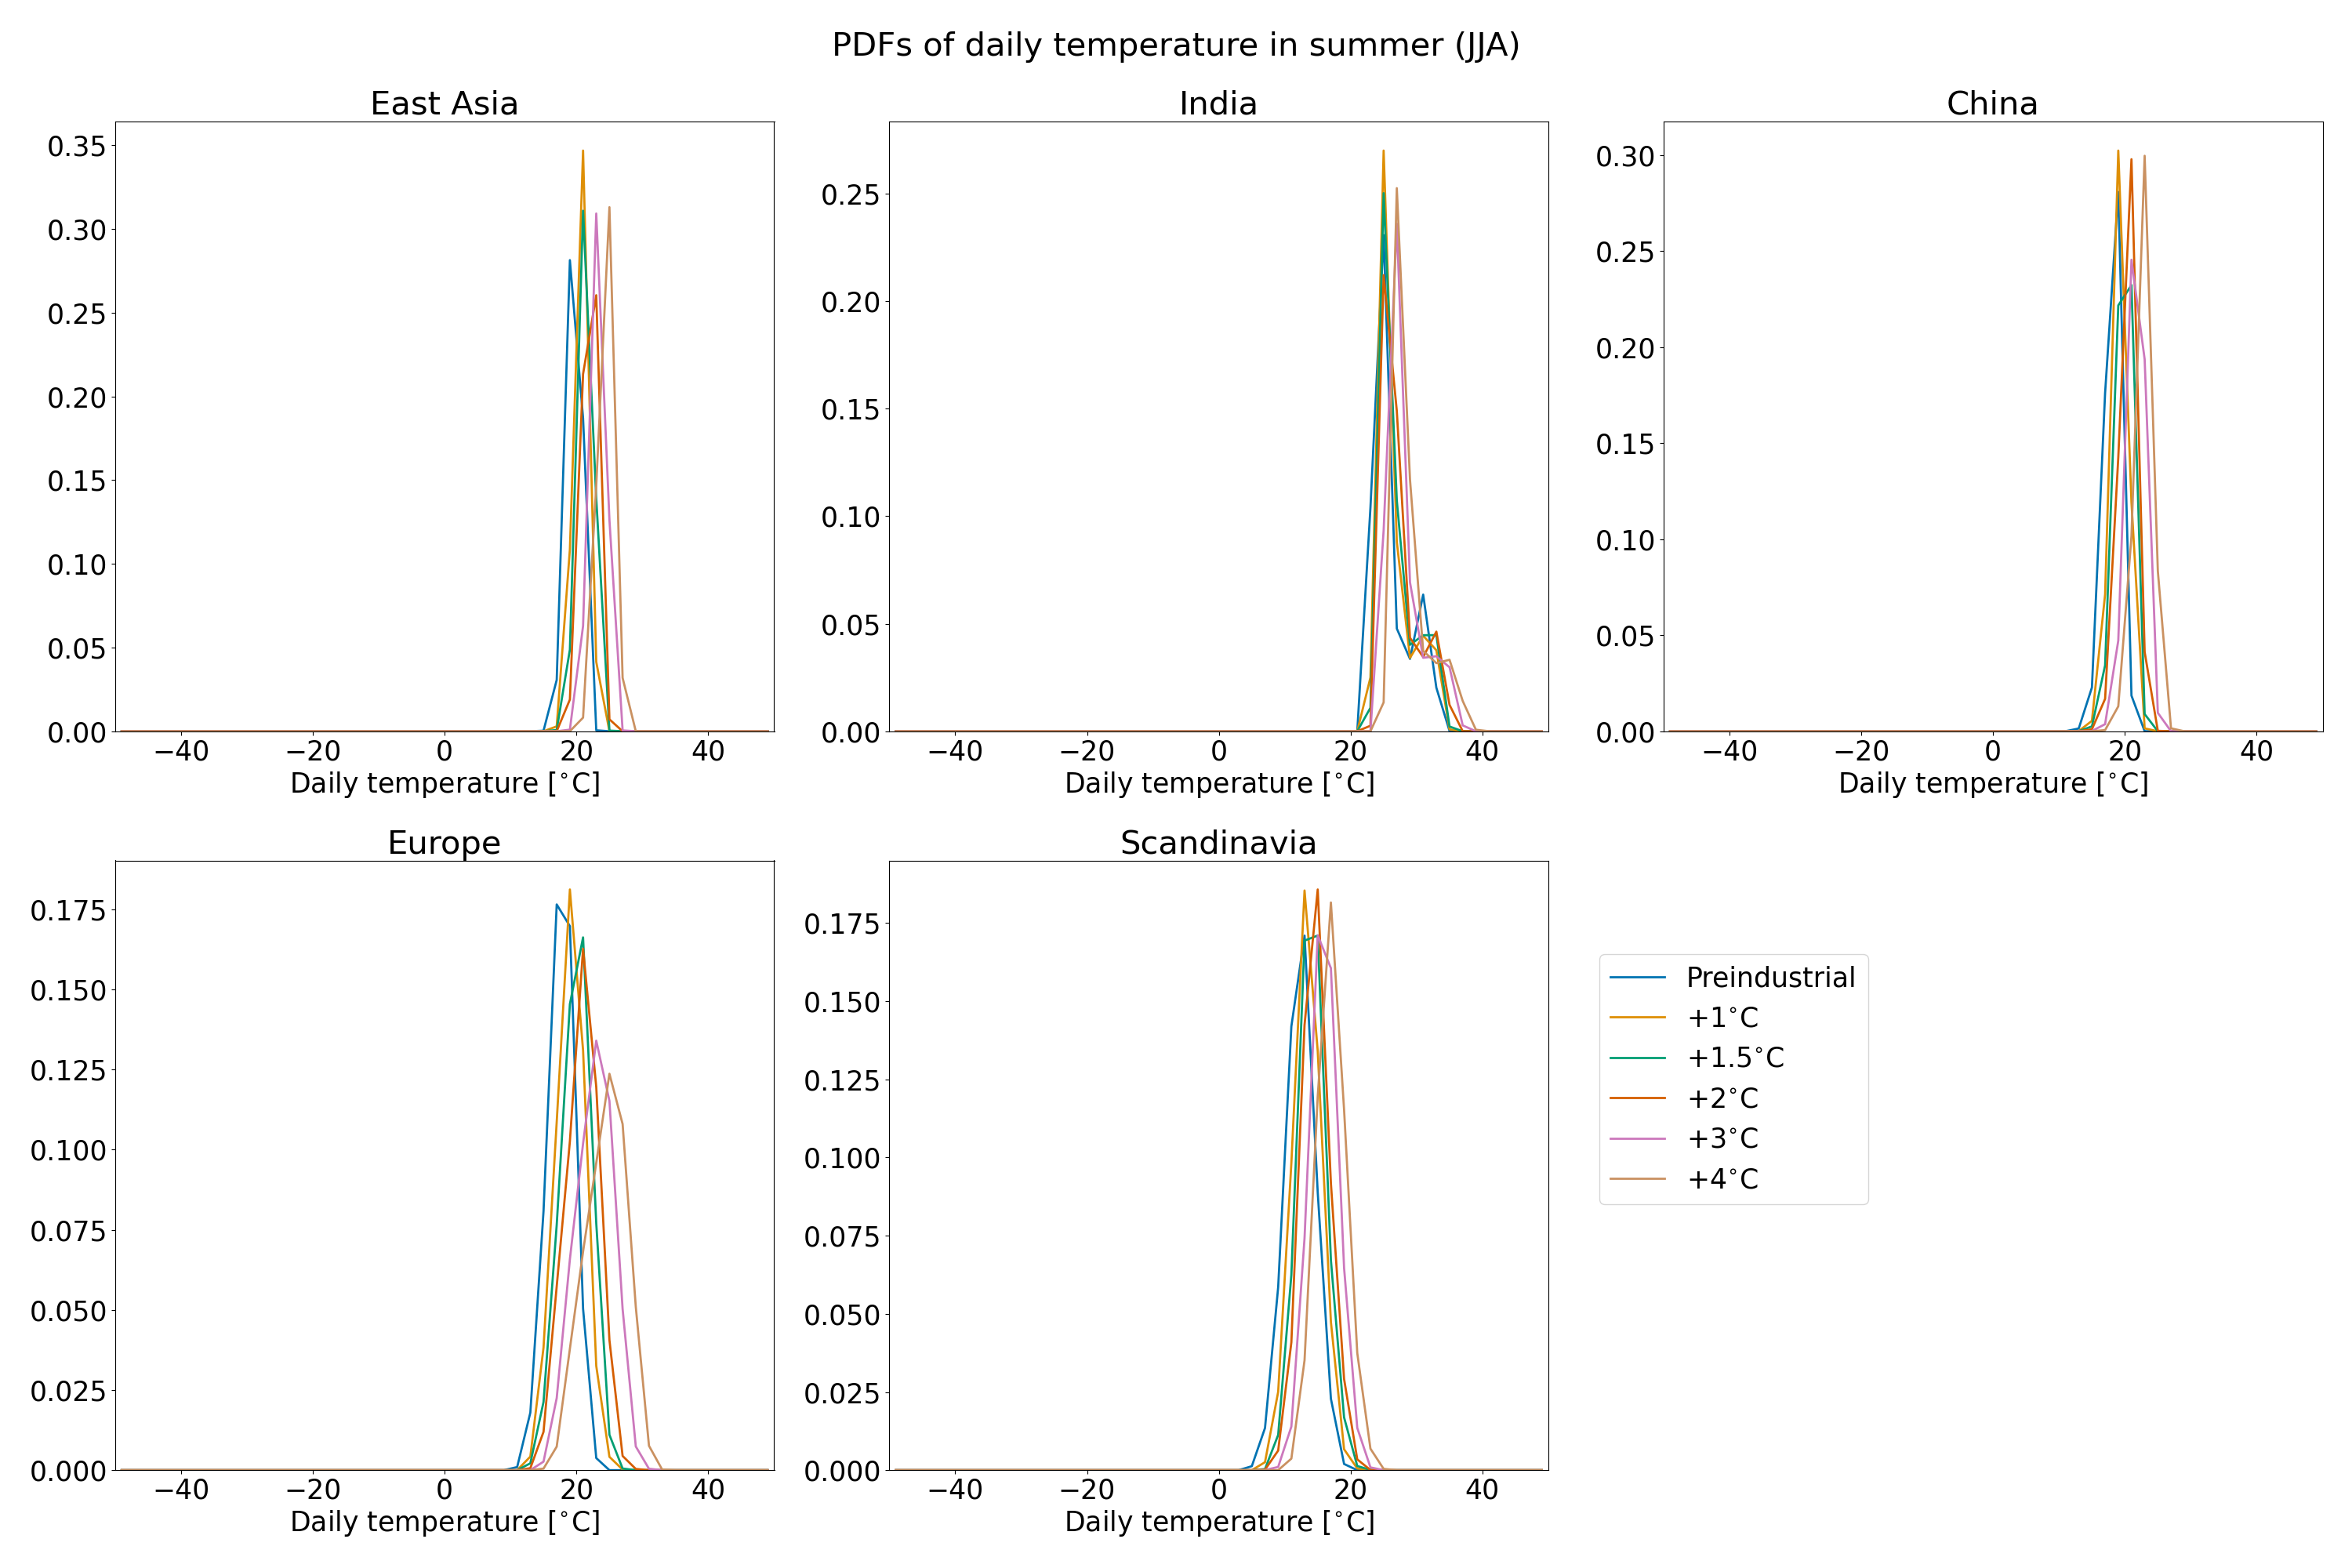 PDFs of daily temperature in summer (JJA)
East Asia
0.35
0.30
0.25
0.20
0.15
0.10
0.05
0.00
−40 −20 0 20 40
Daily temperature [°C]
India
0.25
0.20
0.15
0.10
0.05
0.00
−40 −20 0 20 40
Daily temperature [°C]
China
0.30
0.25
0.20
0.15
0.10
0.05
0.00
−40 −20 0 20 40
Daily temperature [°C]
Europe
0.175
0.150
0.125
0.100
0.075
0.050
0.025
0.000
−40 −20 0 20 40
Daily temperature [°C]
Scandinavia
0.175
0.150
0.125
0.100
0.075
0.050
0.025
0.000
−40 −20 0 20 40
Daily temperature [°C]
Preindustrial
+1°C
+1.5°C
+2°C
+3°C
+4°C